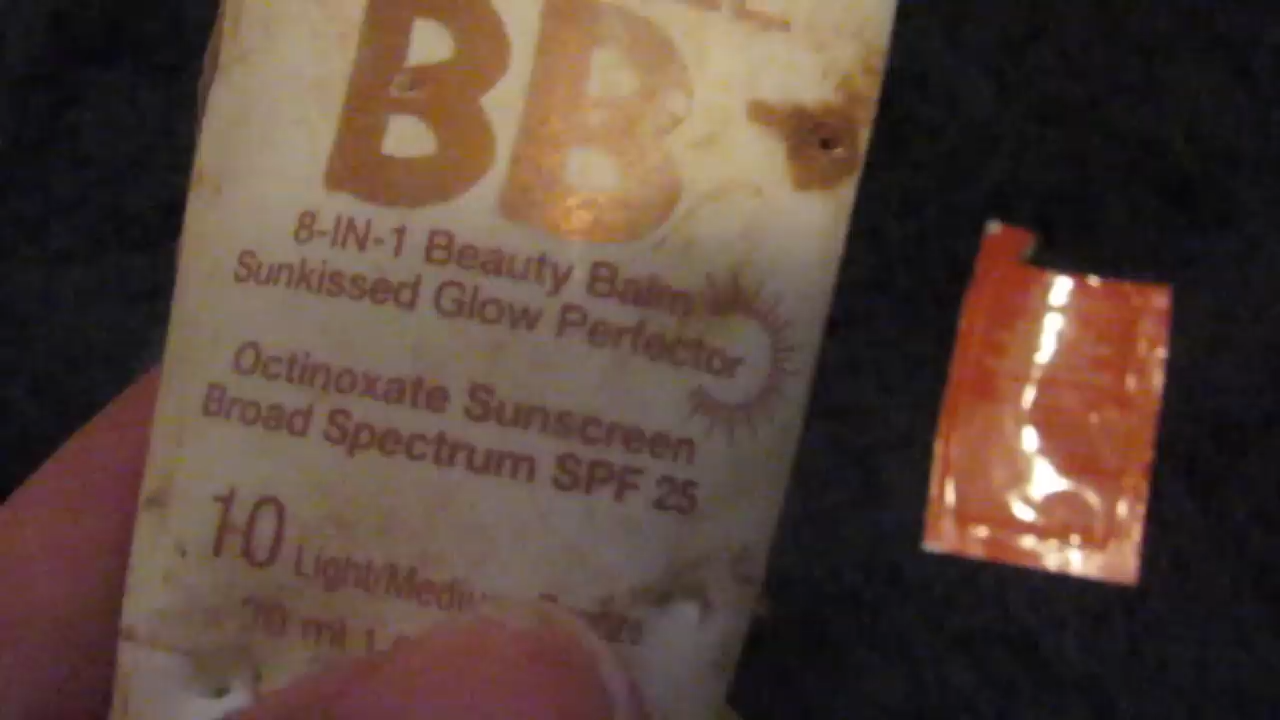 BB
8-IN-1 Beauty Balm
Sunkissed Glow Perfector
Octinoxate Sunscreen
Broad Spectrum SPF 25
10 Light/Medium